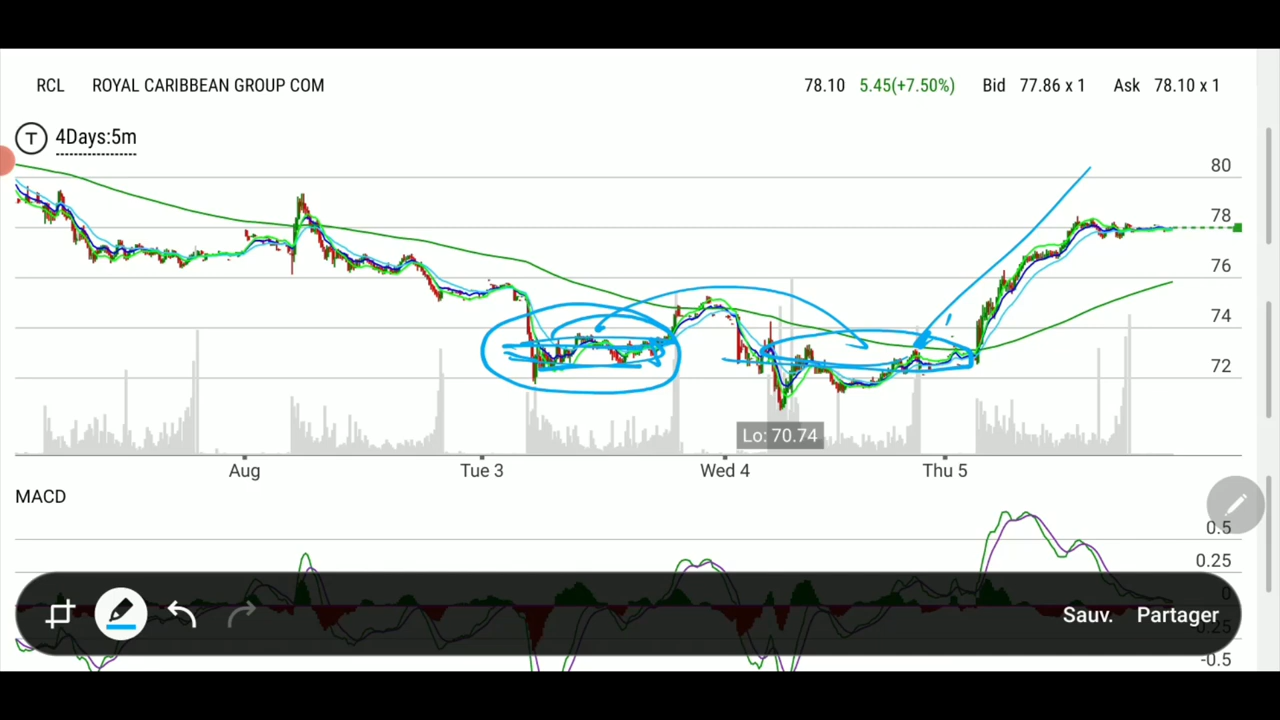 RCL ROYAL CARIBBEAN GROUP COM 78.10 5.45(+7.50%) Bid 77.86 x 1 Ask 78.10 x 1
T 4Days:5m
80
78
76
74
72
Lo: 70.74
Aug Tue 3 Wed 4 Thu 5
MACD
0.5
0.25
0
Sauv. Partager
0.25
-0.5